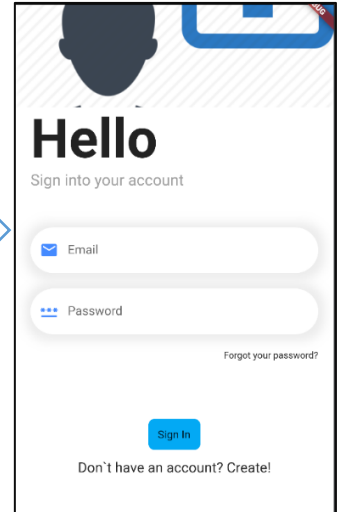 Hello
Sign into your account
Email
Password
Forgot your password?
Sign In
Don`t have an account? Create!